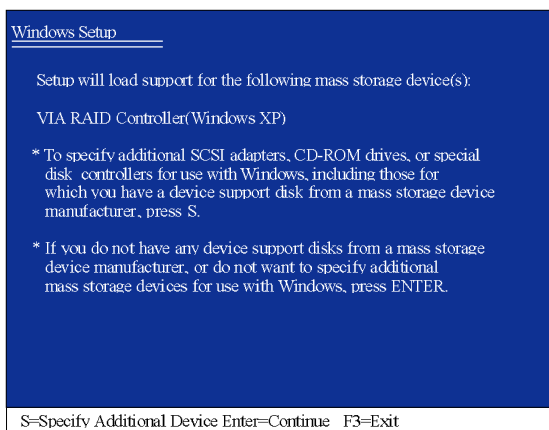 Windows Setup
Setup will load support for the following mass storage device(s):
VIA RAID Controller(Windows XP)
* To specify additional SCSI adapters, CD-ROM drives, or special
disk controllers for use with Windows, including those for
which you have a device support disk from a mass storage device
manufacturer, press S.
* If you do not have any device support disks from a mass storage
device manufacturer, or do not want to specify additional
mass storage devices for use with Windows, press ENTER.
S=Specify Additional Device Enter=Continue F3=Exit